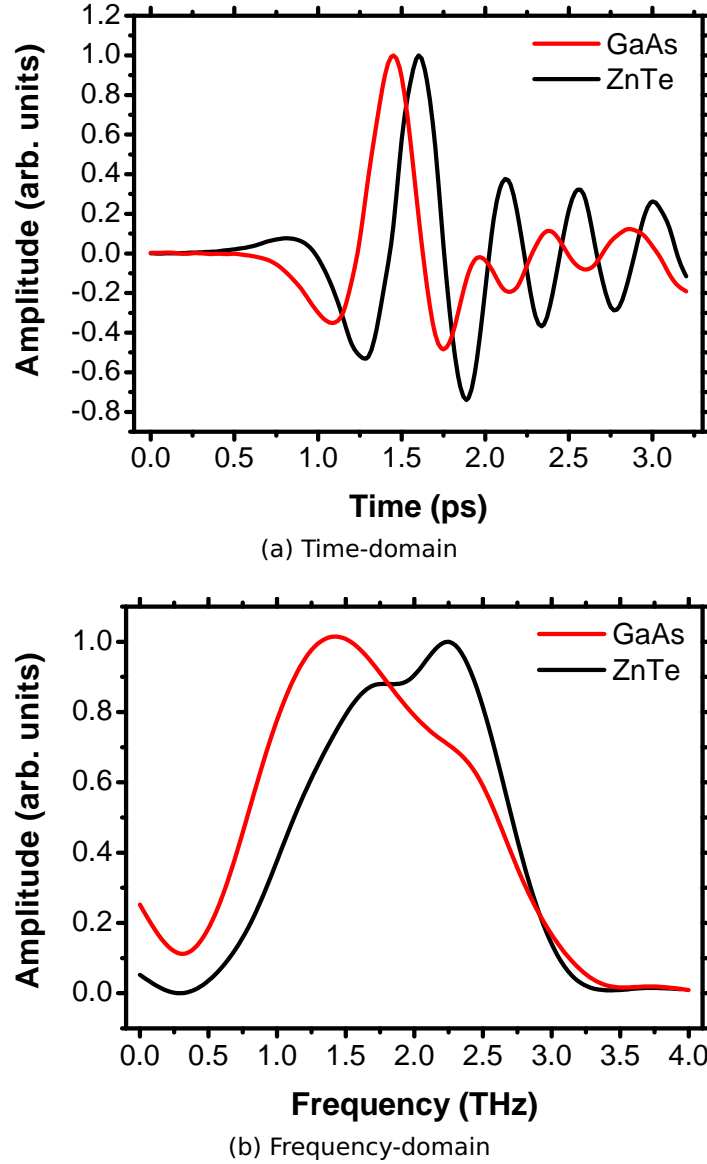 1.2
1.0
0.8
0.6
0.4
0.2
0.0
-0.2
-0.4
-0.6
-0.8
Amplitude (arb. units)
GaAs
ZnTe
0.0 0.5 1.0 1.5 2.0 2.5 3.0
Time (ps)
(a) Time-domain
1.0
0.8
0.6
0.4
0.2
0.0
Amplitude (arb. units)
GaAs
ZnTe
0.0 0.5 1.0 1.5 2.0 2.5 3.0 3.5 4.0
Frequency (THz)
(b) Frequency-domain